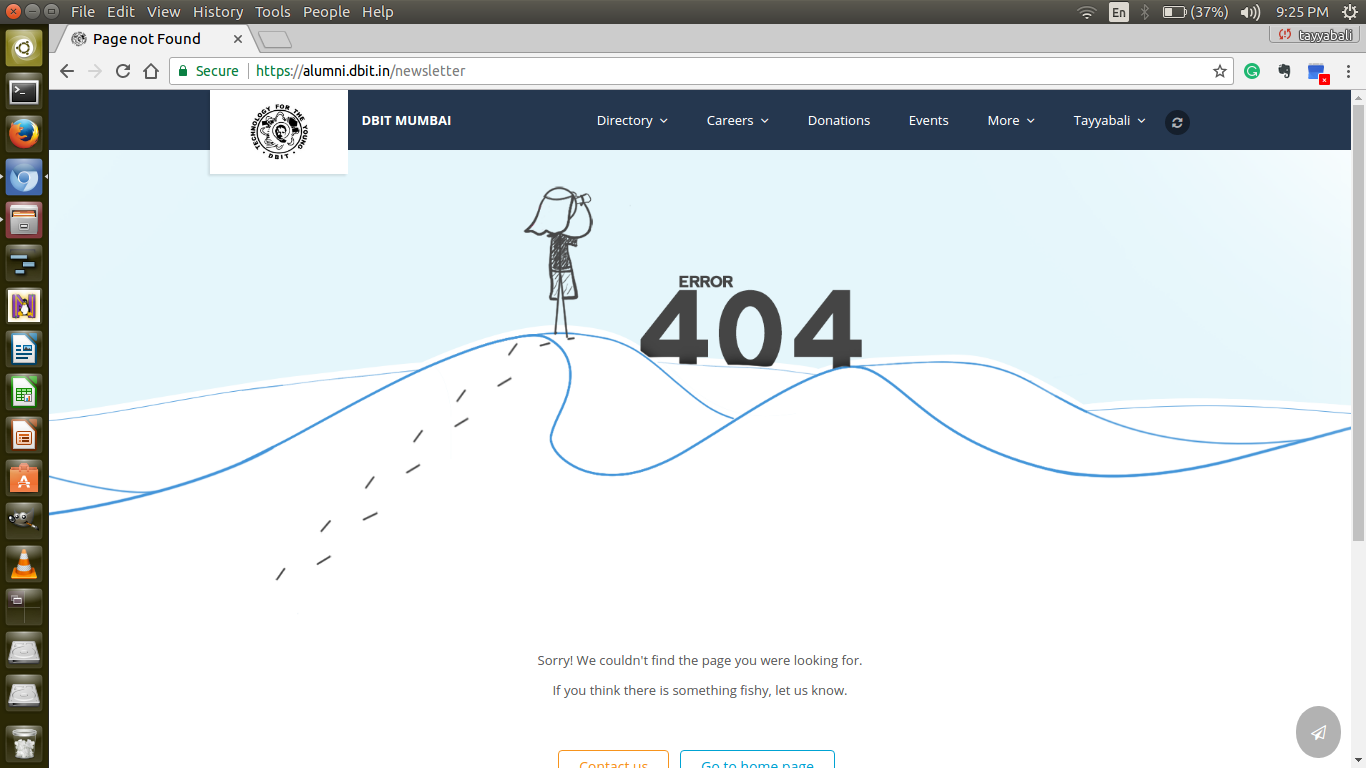 File Edit View History Tools People Help
En
(37%)
9:25 PM
Page not Found
tayyabali
Secure
https://alumni.dbit.in/newsletter
TECHNOLOGY FOR THE YOUNG
DBIT
DBIT MUMBAI
Directory
Careers
Donations
Events
More
Tayyabali
ERROR
404
Sorry! We couldn't find the page you were looking for.
If you think there is something fishy, let us know.
Contact us
Go to home page